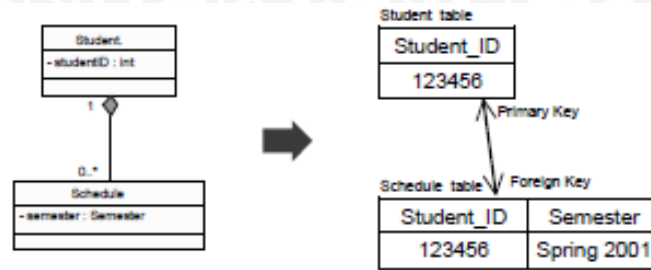 Student.
- studentID : int
1
0..*
Schedule
- semester : Semester
Student table
Student_ID
123456
Primary Key
Schedule table
Foreign Key
Student_ID Semester
123456 Spring 2001